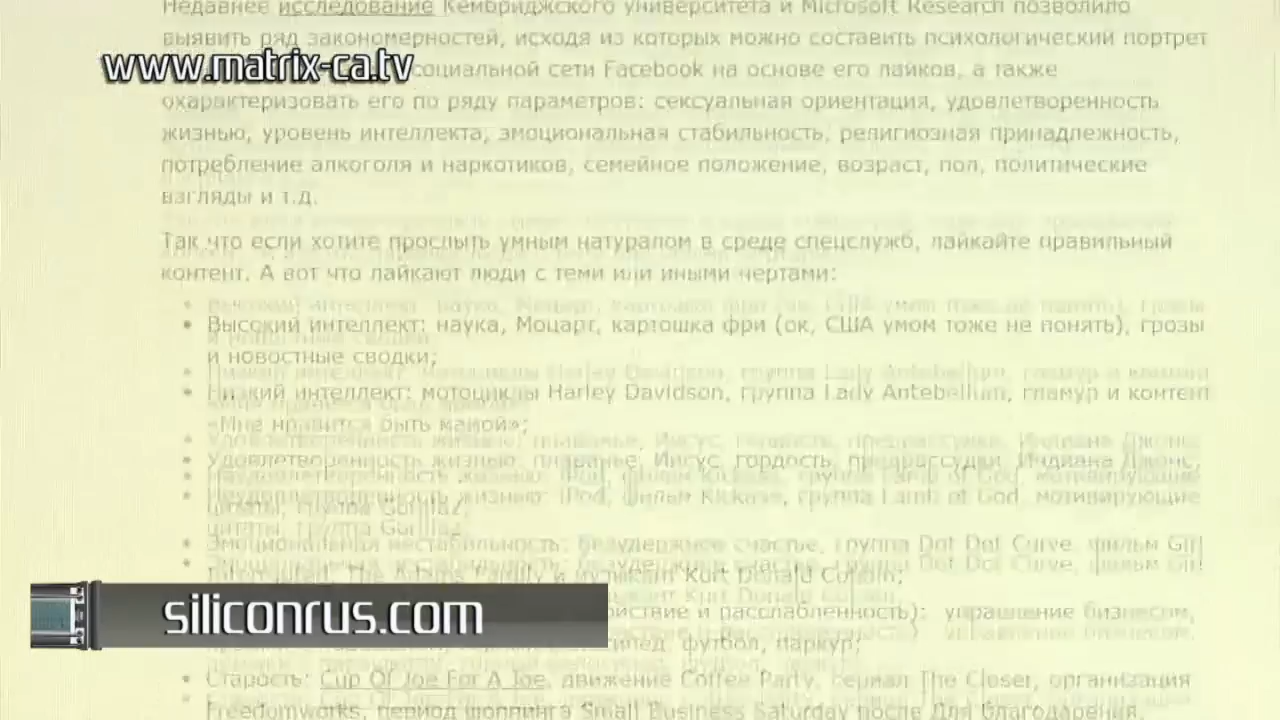 Недавнее исследование Кембриджского университета и Microsoft Research позволило
выявить ряд закономерностей, исходя из которых можно составить психологический портрет
www.matrix-ca.tv
социальной сети Facebook на основе его лайков, а также
охарактеризовать его по ряду параметров: сексуальная ориентация, удовлетворенность
жизнью, уровень интеллекта, эмоциональная стабильность, религиозная принадлежность,
потребление алкоголя и наркотиков, семейное положение, возраст, пол, политические
взгляды и т.д.
Так что если хотите прослыть умным натуралом в среде спецслужб, лайкайте правильный
контент. А вот что лайкают люди с теми или иными чертами:
• Высокий интеллект: наука, Моцарт, картошка фри (ок, США умом тоже не понять), грозы
и новостные сводки;
• Низкий интеллект: мотоциклы Harley Davidson, группа Lady Antebellum, гламур и контент
«Мне нравится быть мамой»;
• Удовлетворенность жизнью: плаванье, Иисус, гордость, предрассудки, Индиана Джонс,
• Неудовлетворенность жизнью: iPod, фильм Kickass, группа Lamb of God, мотивирующие
цитаты, группа Gorillaz;
• Эмоциональная нестабильность: безудержное счастье, группа Dot Dot Curve, фильм Girl
Interrupted, The Adams Family и музыкант Kurt Donald Cobain;
и расслабленность): управление бизнесом,
siliconrus.com
футбол, паркур;
• Старость: Cup Of Joe For A Joe, движение Coffee Party, сериал The Closer, организация
Freedomworks, период шоппинга Small Business Saturday после Дня благодарения,